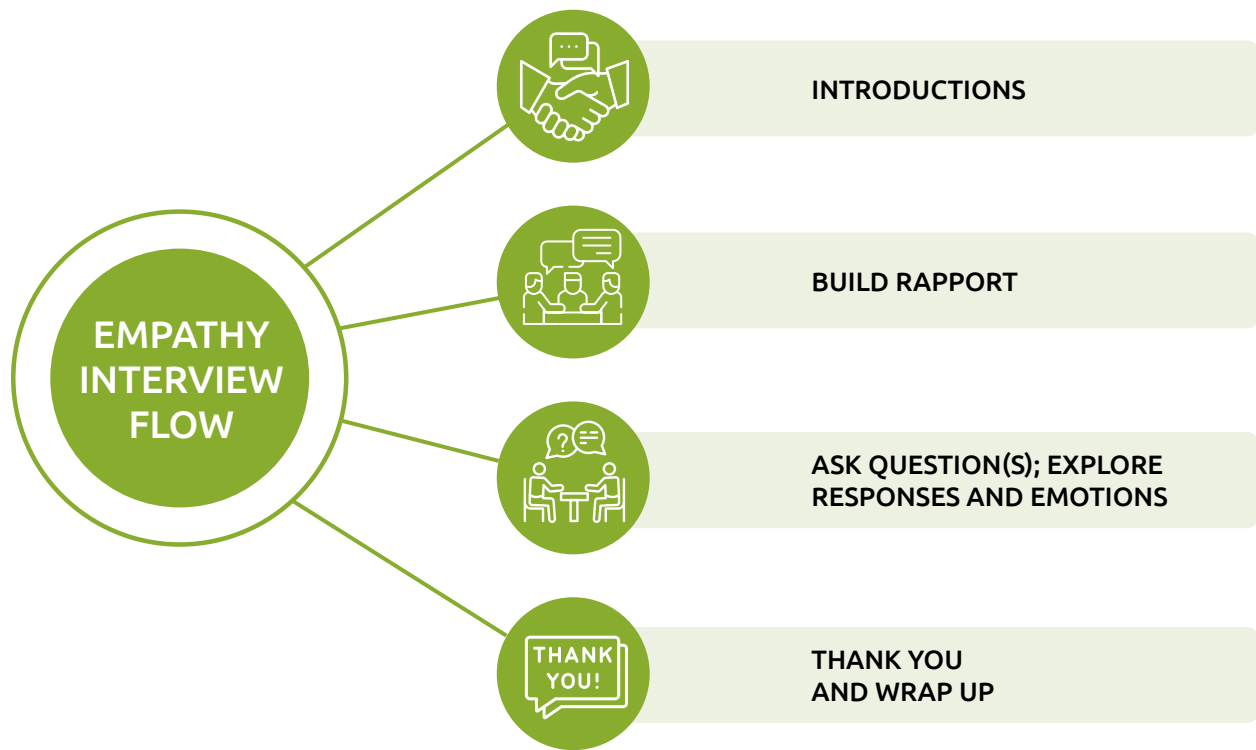 EMPATHY
INTERVIEW
FLOW
INTRODUCTIONS
BUILD RAPPORT
?
ASK QUESTION(S); EXPLORE
RESPONSES AND EMOTIONS
THANK
YOU!
THANK YOU
AND WRAP UP